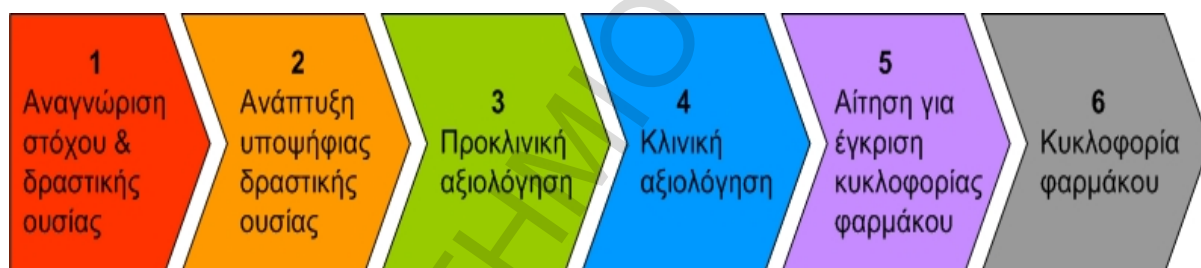 1
Αναγνώριση
στόχου &
δραστικής
ουσίας
2
Ανάπτυξη
υποψήφιας
δραστικής
ουσίας
3
Προκλινική
αξιολόγηση
4
Κλινική
αξιολόγηση
5
Αίτηση για
έγκριση
κυκλοφορίας
φαρμάκου
6
Κυκλοφορία
φαρμάκου